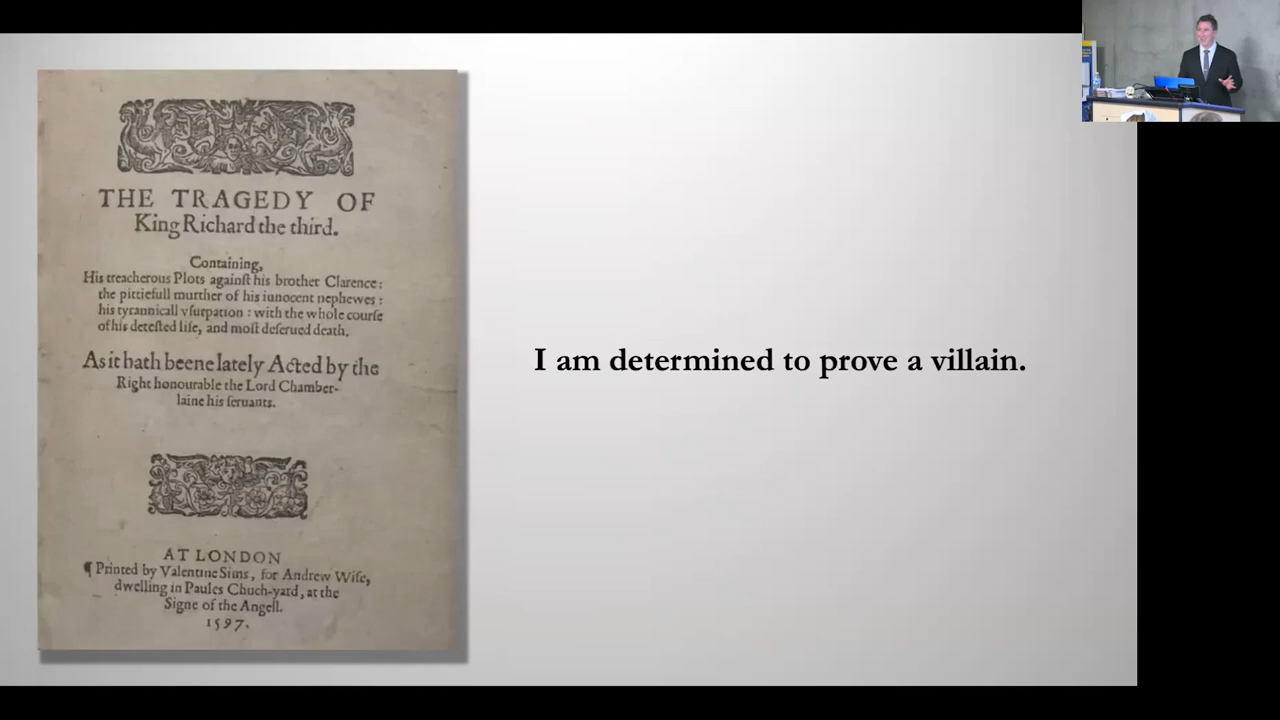 THE TRAGEDY OF
King Richard the third.
Containing,
His treacherous Plots againſt his brother Clarence:
the pittiefull murther of his innocent nephewes:
his tyrannicall vſurpation: with the whole courſe
of his deteſted life, and moſt deſerued death.
As it hath beene lately Acted by the
Right honourable the Lord Chamber-
laine his ſeruants.
AT LONDON
¶ Printed by Valentine Sims, for Andrew Wiſe,
dwelling in Paules Chuch-yard, at the
Signe of the Angell.
1597.
I am determined to prove a villain.